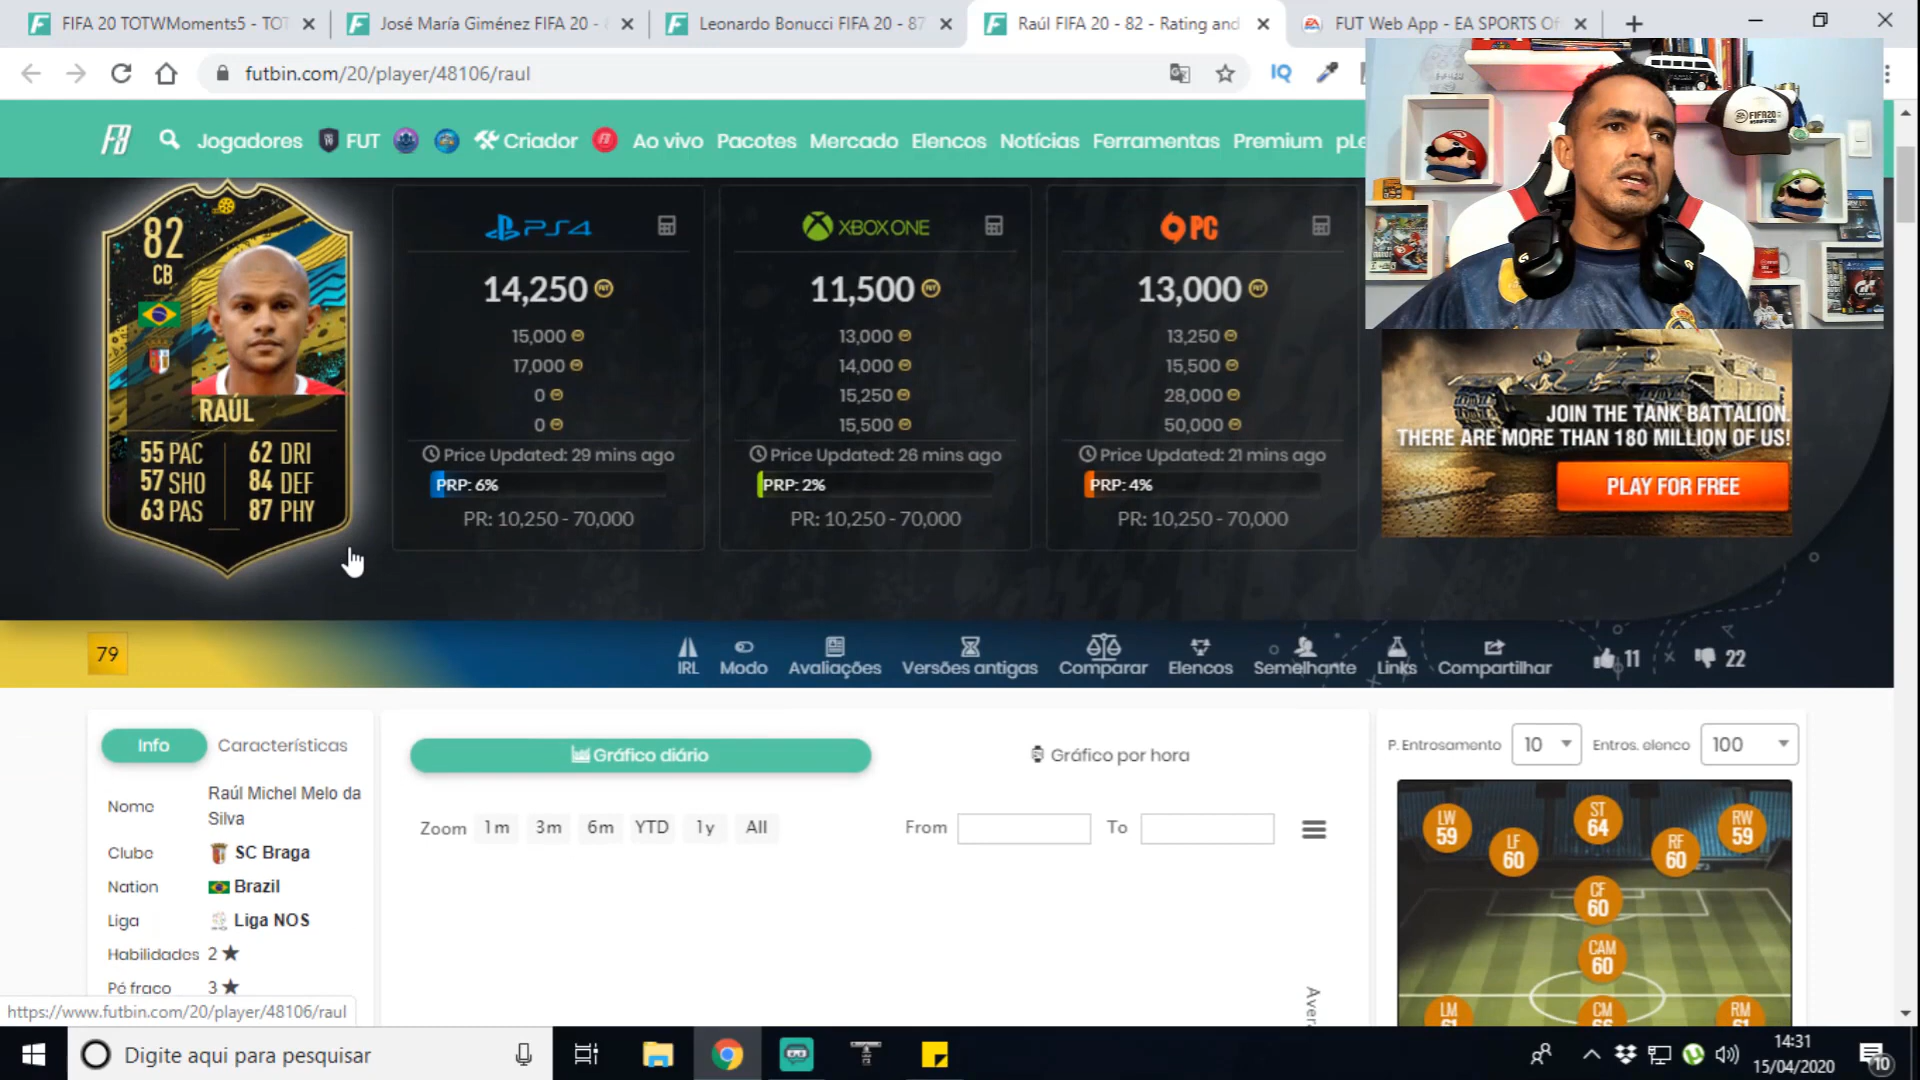 FIFA 20 TOTWMoments5 - TOT
José María Giménez FIFA 20 -
Leonardo Bonucci FIFA 20 - 87
Raúl FIFA 20 - 82 - Rating and
FUT Web App - EA SPORTS Of
futbin.com/20/player/48106/raul
IQ
Jogadores
FUT
Criador
Ao vivo
Pacotes
Mercado
Elencos
Notícias
Ferramentas
Premium
pLe
82
CB
RAÚL
55 PAC
62 DRI
57 SHO
84 DEF
63 PAS
87 PHY
PS4
14,250
15,000
17,000
0
0
Price Updated: 29 mins ago
PRP: 6%
PR: 10,250 - 70,000
XBOX ONE
11,500
13,000
14,000
15,250
15,500
Price Updated: 26 mins ago
PRP: 2%
PR: 10,250 - 70,000
PC
13,000
13,250
15,500
28,000
50,000
Price Updated: 21 mins ago
PRP: 4%
PR: 10,250 - 70,000
FIFA20
JOIN THE TANK BATTALION.
THERE ARE MORE THAN 180 MILLION OF US!
PLAY FOR FREE
79
IRL
Modo
Avaliações
Versões antigas
Comparar
Elencos
Semelhante
Links
Compartilhar
11
22
Info
Características
Nome
Raúl Michel Melo da
Silva
Clube
SC Braga
Nation
Brazil
Liga
Liga NOS
Habilidades
2
Pé fraco
3
Gráfico diário
Gráfico por hora
Zoom
1m
3m
6m
YTD
1y
All
From
To
Aver
P. Entrosamento
10
Entros. elenco
100
LW
59
LF
60
ST
64
RF
60
RW
59
CF
60
CAM
60
LM
CM
RM
https://www.futbin.com/20/player/48106/raul
Digite aqui para pesquisar
14:31
15/04/2020
10